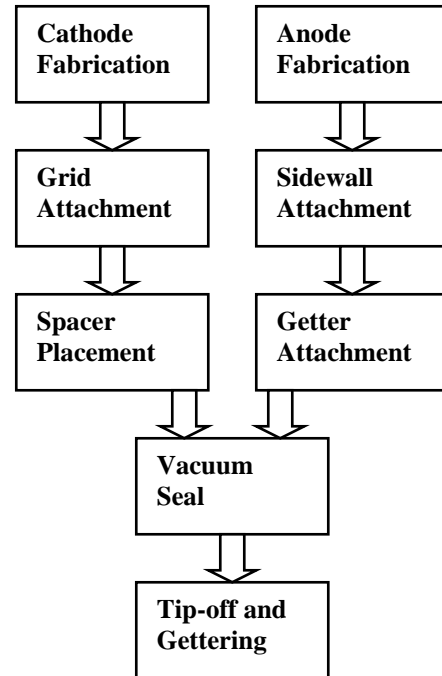 Cathode
Fabrication
Anode
Fabrication
Grid
Attachment
Sidewall
Attachment
Spacer
Placement
Getter
Attachment
Vacuum
Seal
Tip-off and
Gettering